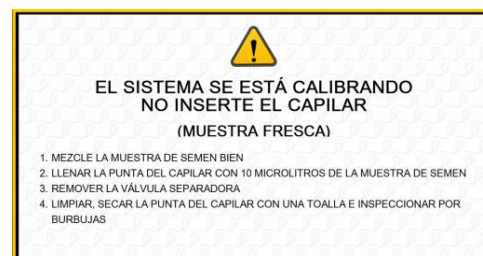 EL SISTEMA SE ESTÁ CALIBRANDO
NO INSERTE EL CAPILAR
(MUESTRA FRESCA)
1. MEZCLE LA MUESTRA DE SEMEN BIEN
2. LLENAR LA PUNTA DEL CAPILAR CON 10 MICROLITROS DE LA MUESTRA DE SEMEN
3. REMOVER LA VÁLVULA SEPARADORA
4. LIMPIAR, SECAR LA PUNTA DEL CAPILAR CON UNA TOALLA E INSPECCIONAR POR
BURBUJAS